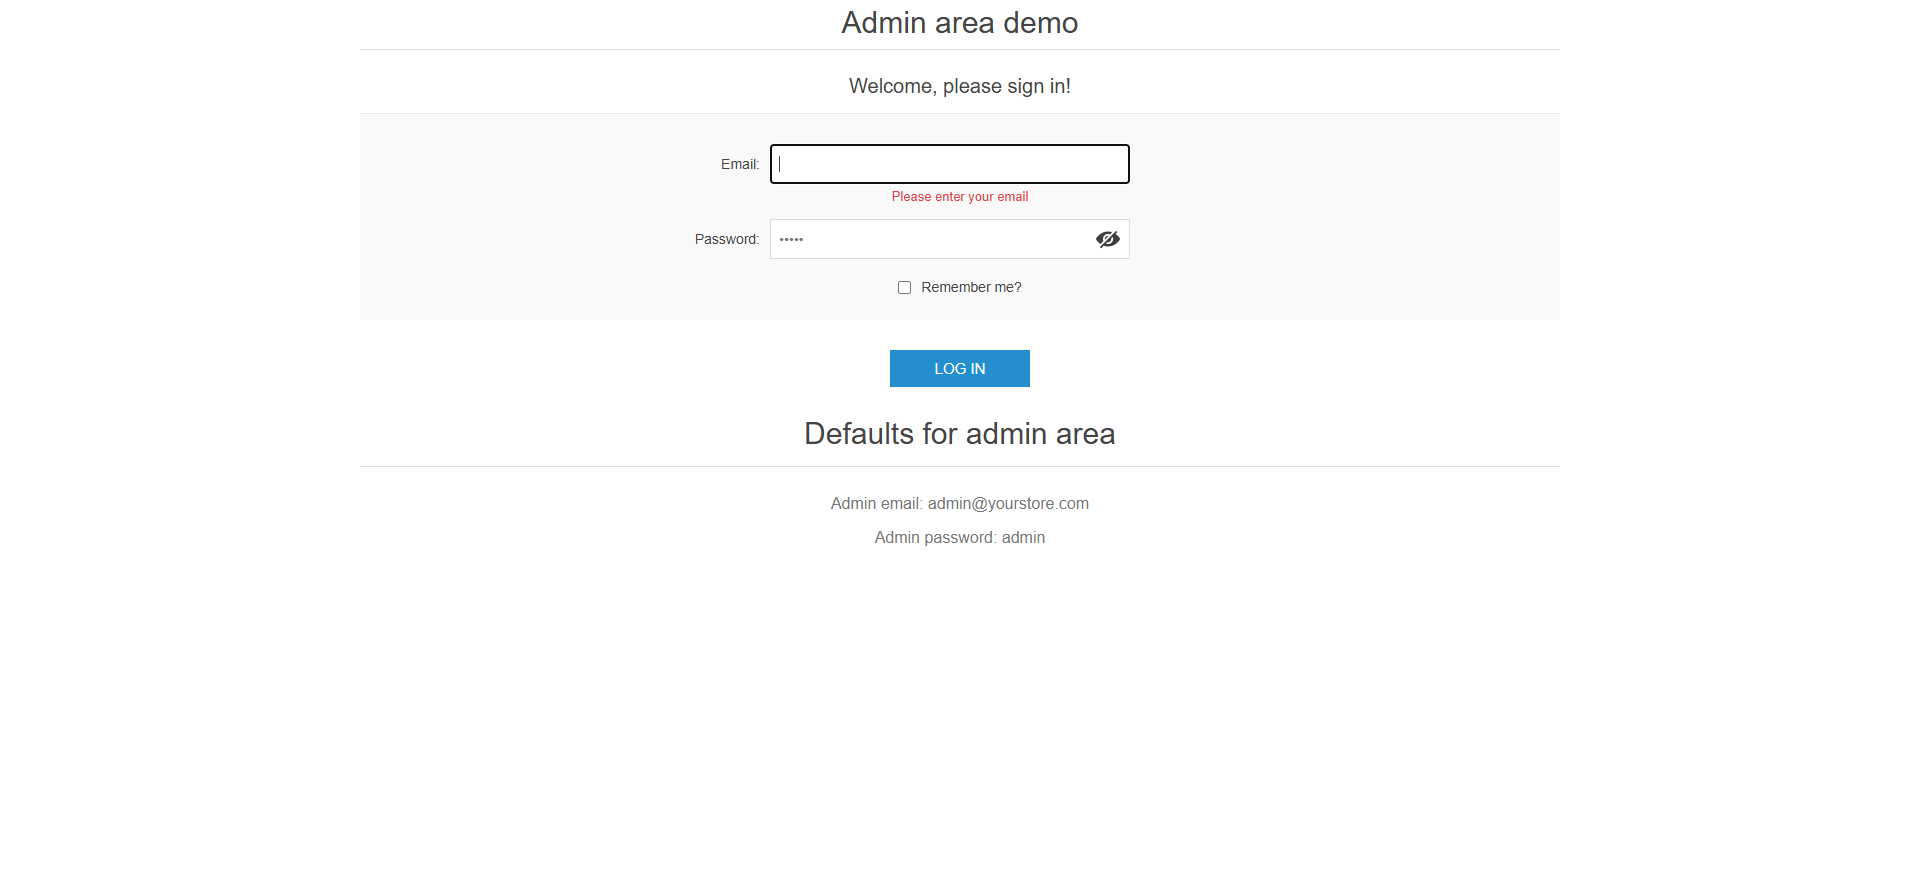 Admin area demo
Welcome, please sign in!
Email:
Please enter your email
Password: •••••
Remember me?
LOG IN
Defaults for admin area
Admin email: admin@yourstore.com
Admin password: admin